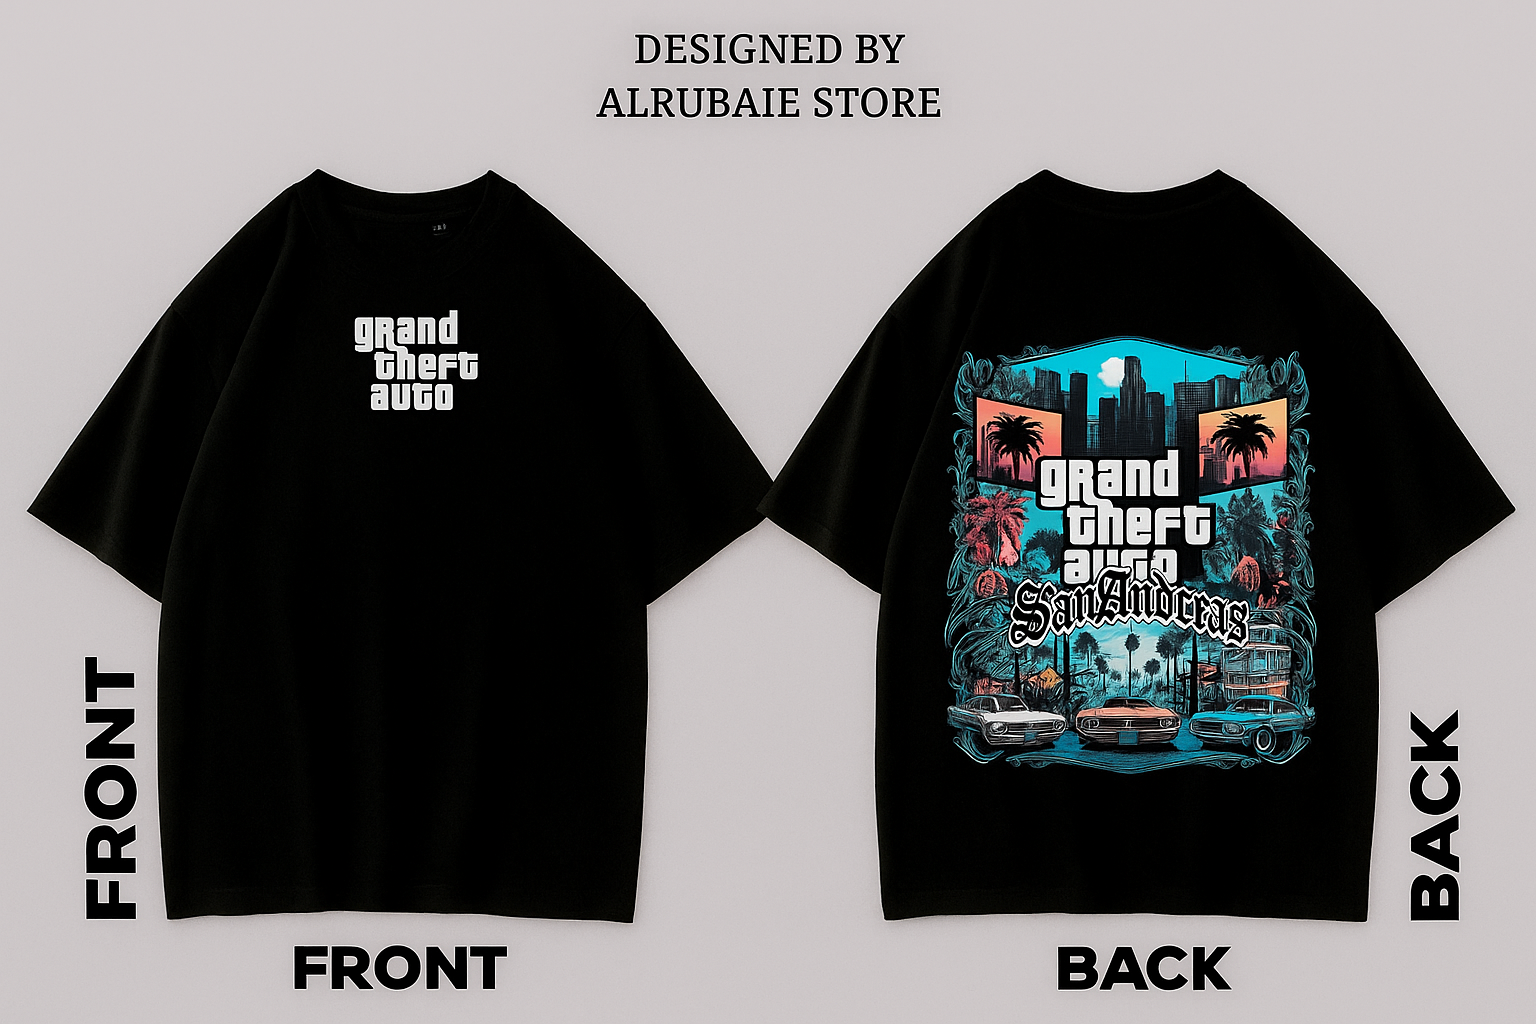 DESIGNED BY
ALRUBAIE STORE
grand
theft
auto
grand
theft
auto
San Andreas
FRONT
BACK
FRONT
BACK